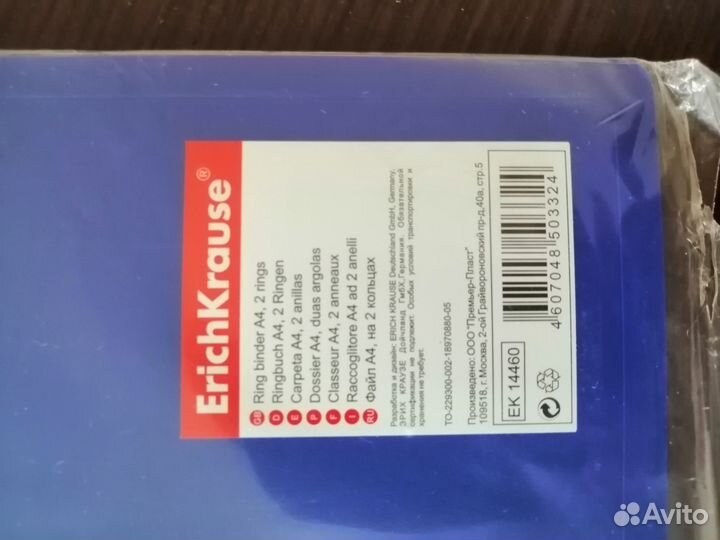 ErichKrause®
GB Ring binder A4, 2 rings
D Ringbuch A4, 2 Ringen
E Carpeta A4, 2 anillas
P Dossier A4, duas argolas
F Classeur A4, 2 anneaux
I Raccoglitore A4 ad 2 anelli
RU Файл А4, на 2 кольцах
Разработка и дизайн: ERICH KRAUSE Deutschland GmbH, Germany,
ЭРИХ КРАУЗЕ Дойчланд ГмбХ, Германия. Обязательной
сертификации не подлежит. Особых условий транспортировки и
хранения не требует.
ТО-229300-002-18970880-05
Произведено: ООО "Премьер-Пласт"
109518, г. Москва, 2-ой Грайвороновский пр-д,40а, стр.5
EK 14460
4 607048 503324
Avito